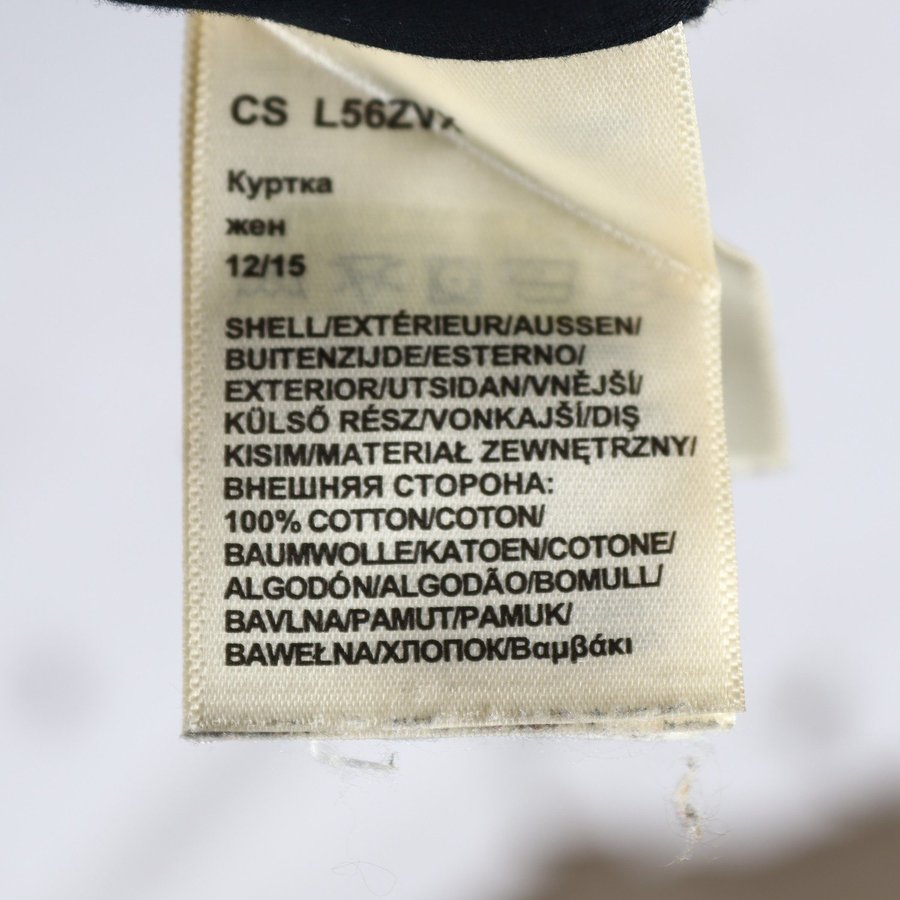 CS L56ZV
Куртка
жен
12/15
SHELL/EXTÉRIEUR/AUSSEN/
BUITENZIJDE/ESTERNO/
EXTERIOR/UTSIDAN/VNĚJŠÍ/
KÜLSŐ RÉSZ/VONKAJŠÍ/DIŞ
KISIM/MATERIAŁ ZEWNĘTRZNY/
ВНЕШНЯЯ СТОРОНА:
100% COTTON/COTON/
BAUMWOLLE/KATOEN/COTONE/
ALGODÓN/ALGODÃO/BOMULL/
BAVLNA/PAMUT/PAMUK/
BAWEŁNA/ХЛОПОК/Βαμβάκι